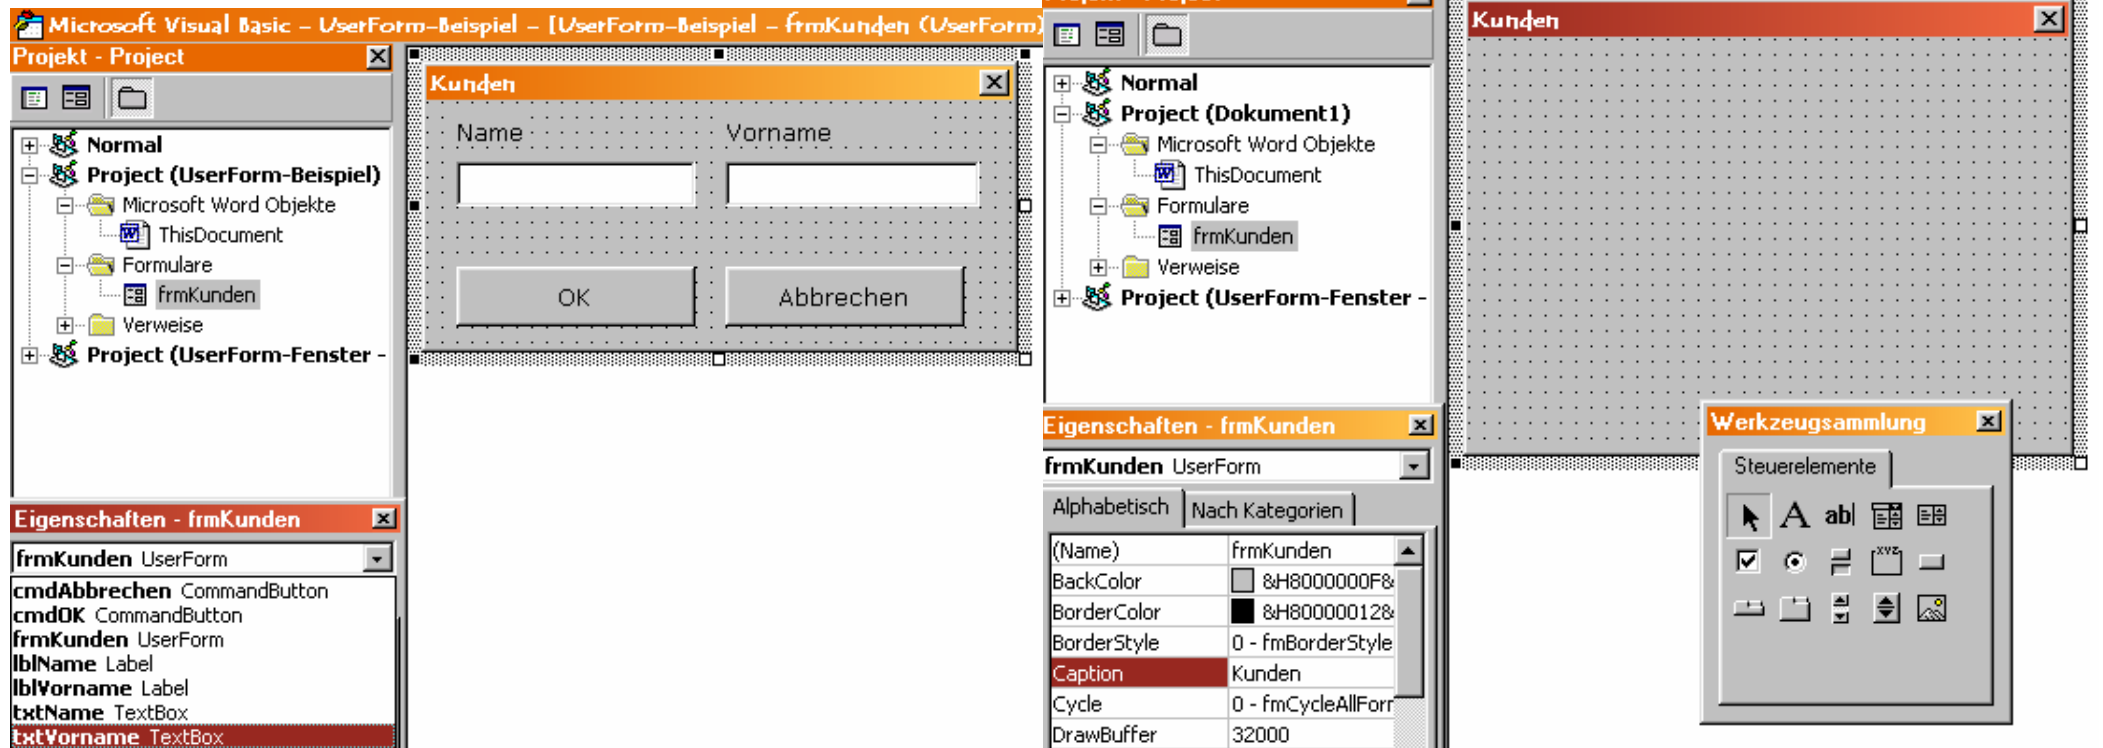 Microsoft Visual Basic – UserForm-Beispiel – [UserForm-Beispiel – frmKunden (UserForm)
Projekt - Project
Normal
Project (UserForm-Beispiel)
Microsoft Word Objekte
ThisDocument
Formulare
frmKunden
Verweise
Project (UserForm-Fenster -
Kunden
Name
Vorname
OK
Abbrechen
Eigenschaften - frmKunden
frmKunden UserForm
cmdAbbrechen CommandButton
cmdOK CommandButton
frmKunden UserForm
lblName Label
lblVorname Label
txtName TextBox
txtVorname TextBox
Normal
Project (Dokument1)
Microsoft Word Objekte
ThisDocument
Formulare
frmKunden
Verweise
Project (UserForm-Fenster -
Eigenschaften - frmKunden
frmKunden UserForm
Alphabetisch
Nach Kategorien
(Name) frmKunden
BackColor &H8000000F&
BorderColor &H80000012&
BorderStyle 0 - fmBorderStyle
Caption Kunden
Cycle 0 - fmCycleAllForr
DrawBuffer 32000
Kunden
Werkzeugsammlung
Steuerelemente
A abl
xyz